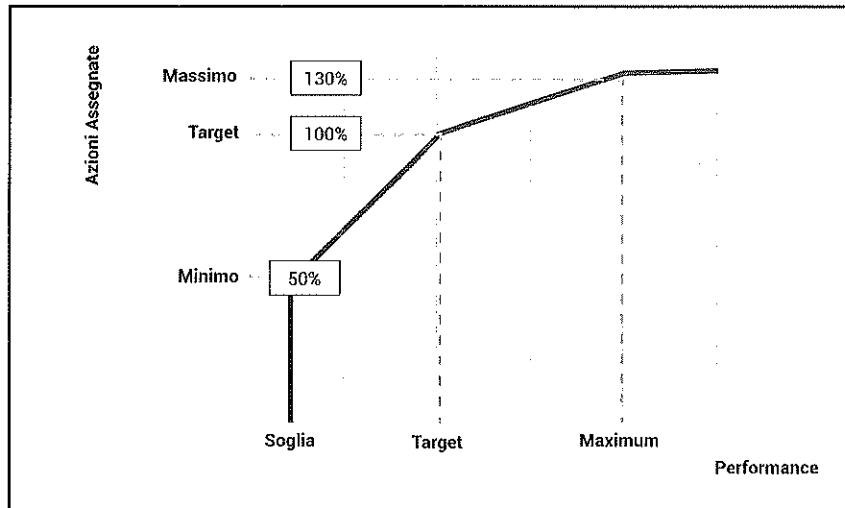 Azioni Assegnate
Massimo 130%
Target 100%
Minimo 50%
Soglia Target Maximum
Performance